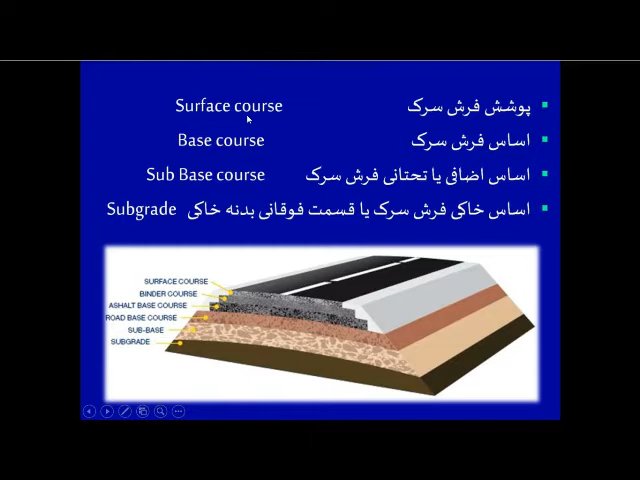 پوشش فرش سرک Surface course
اساس فرش سرک Base course
اساس اضافی یا تحتانی فرش سرک Sub Base course
اساس خاکی فرش سرک یا قسمت فوقانی بدنه خاکی Subgrade
SURFACE COURSE
BINDER COURSE
ASHALT BASE COURSE
ROAD BASE COURSE
SUB-BASE
SUBGRADE